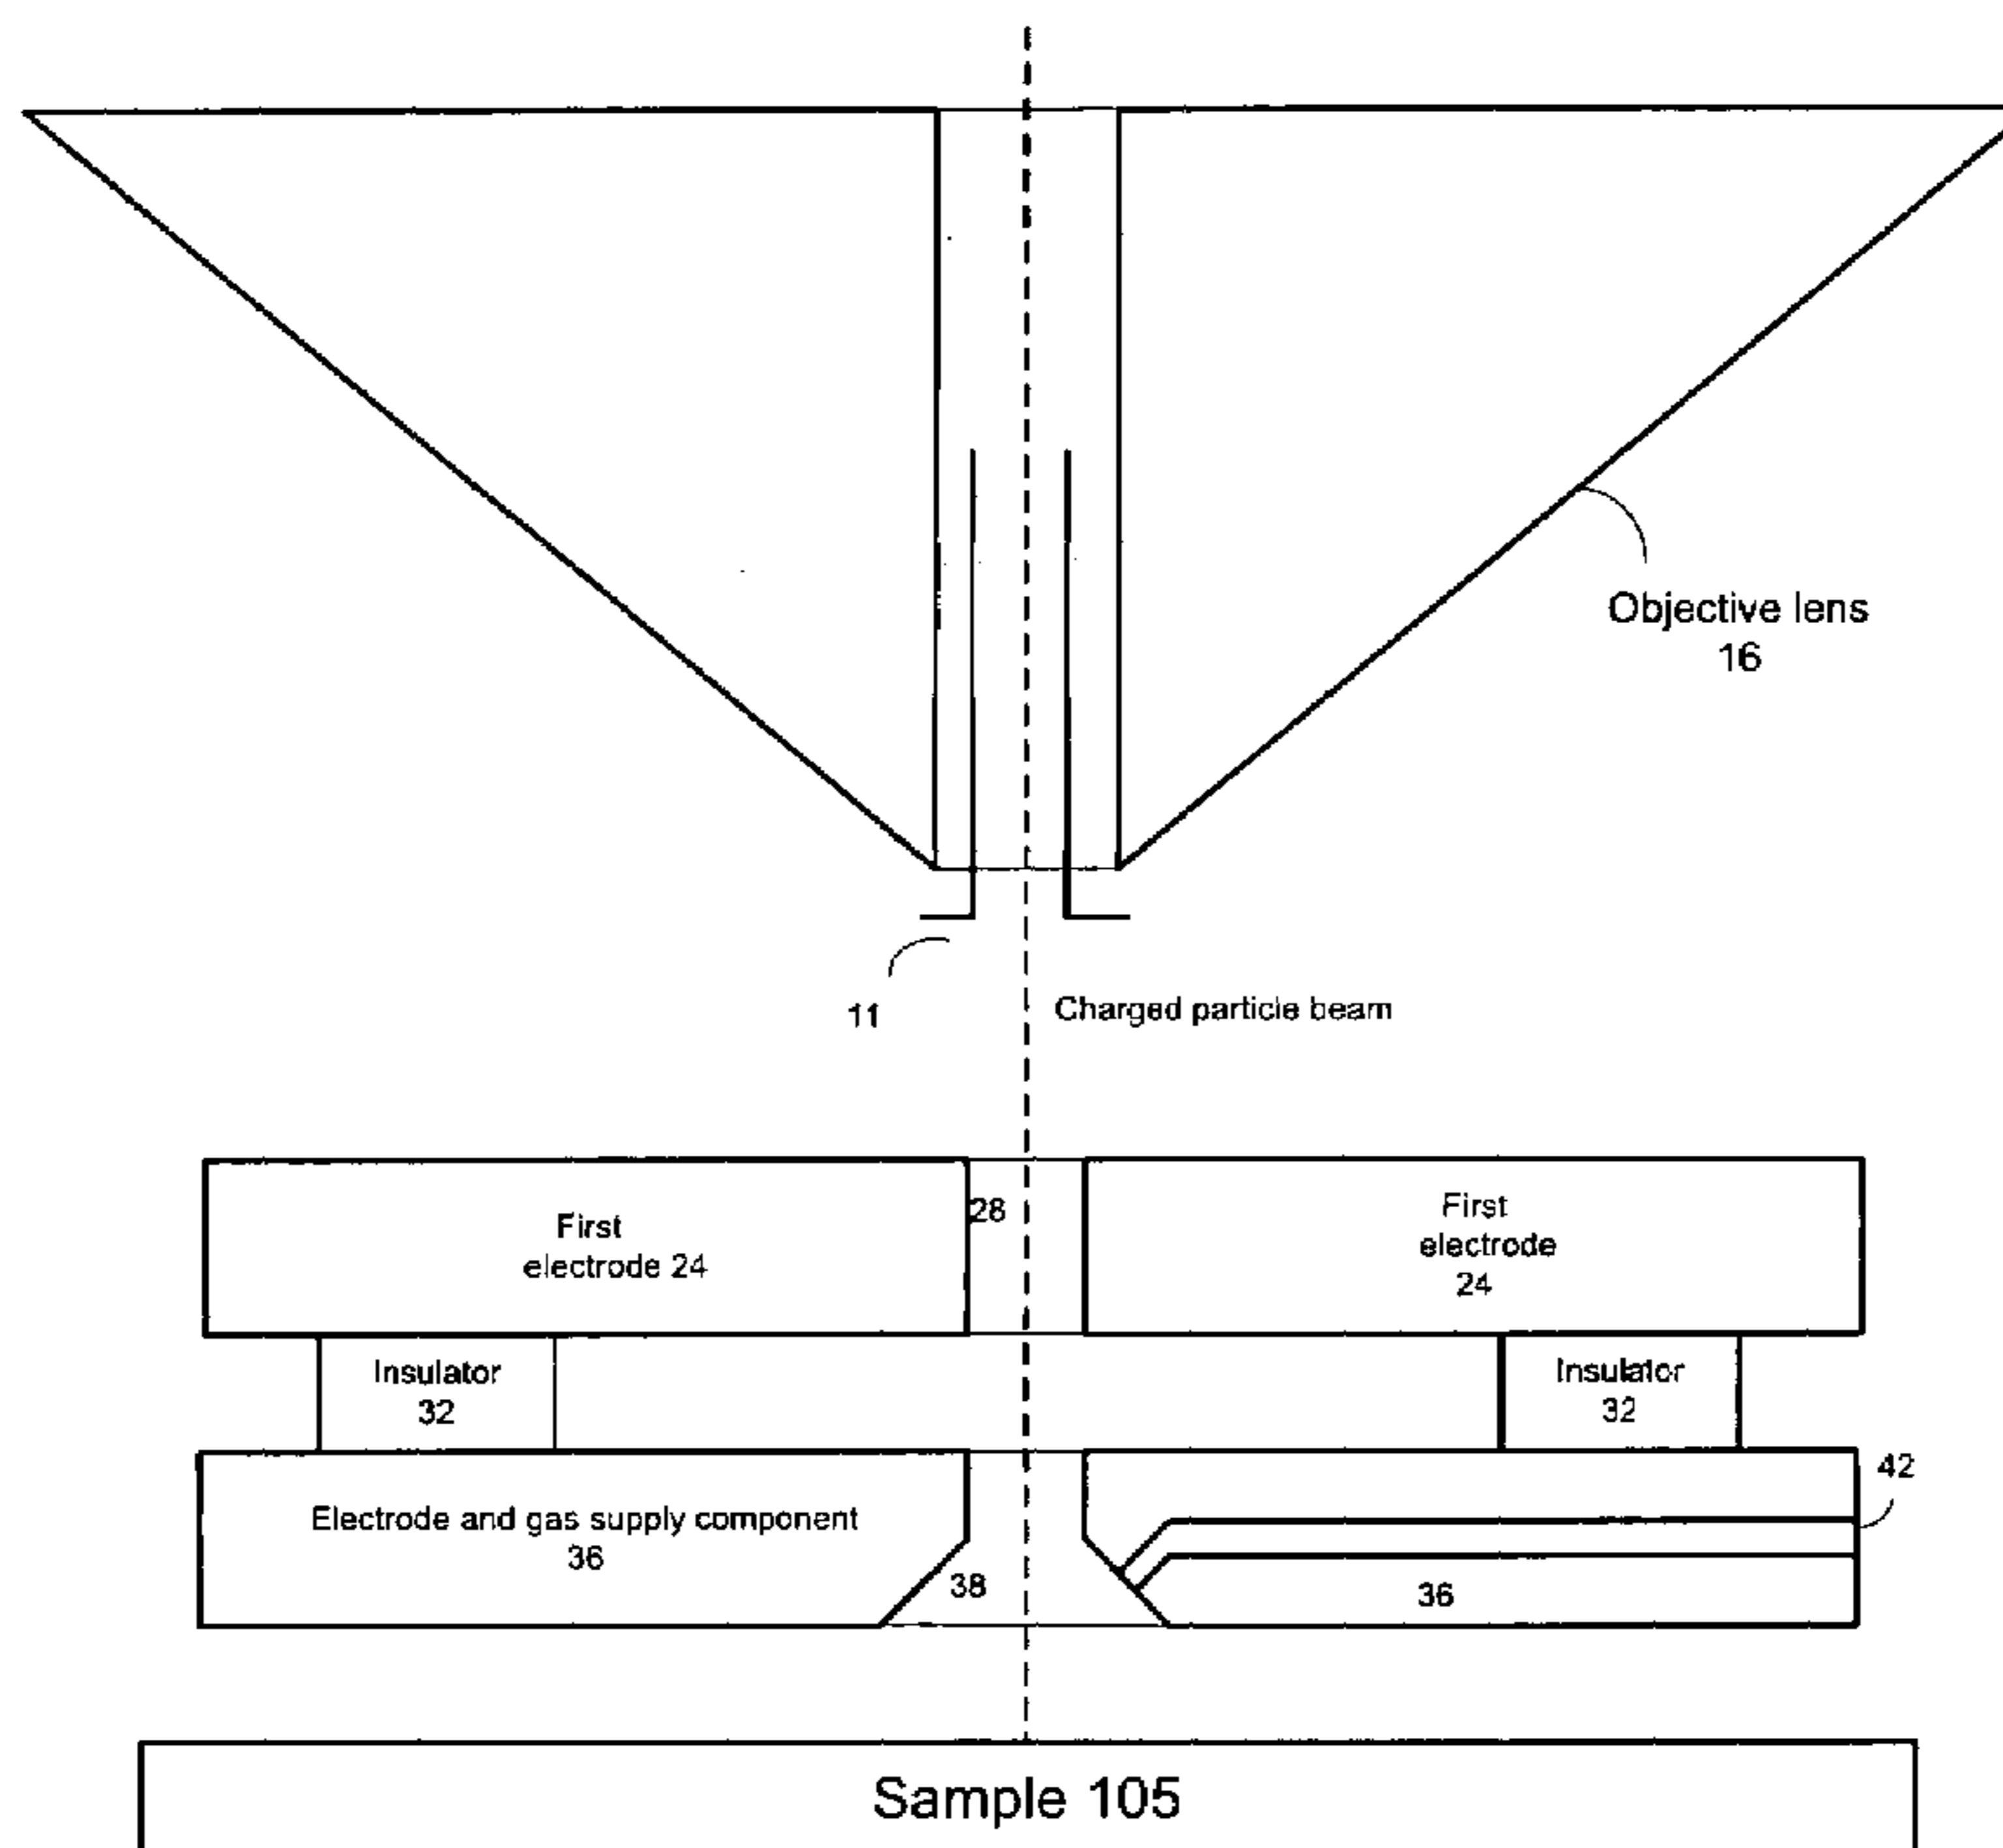 Objective lens
16
11
Charged particle beam
28
First
electrode 24
First
electrode
24
Insulator
32
Insulator
32
42
Electrode and gas supply component
36
38
36
Sample 105